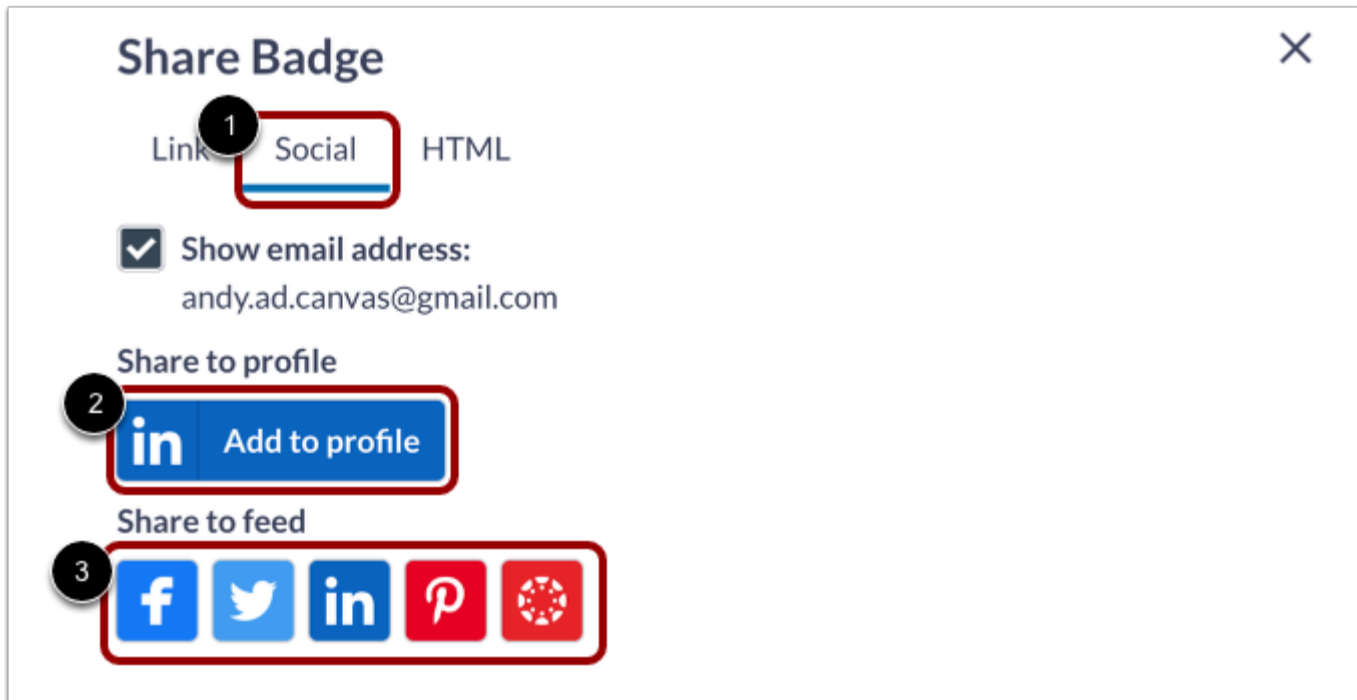 Share Badge
1
Link Social HTML
Show email address:
andy.ad.canvas@gmail.com
Share to profile
2
in Add to profile
Share to feed
3
f in